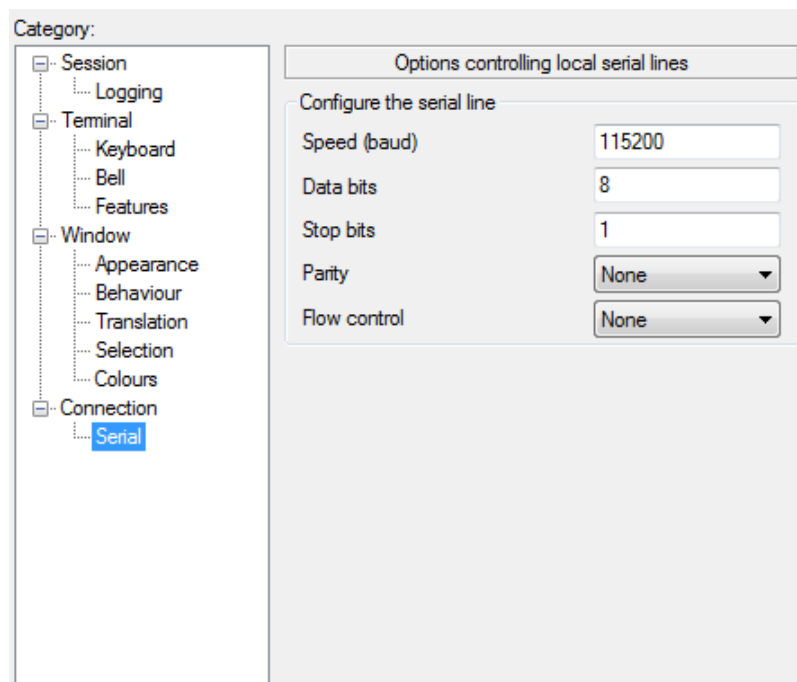 Category:
Session
Logging
Terminal
Keyboard
Bell
Features
Window
Appearance
Behaviour
Translation
Selection
Colours
Connection
Serial
Options controlling local serial lines
Configure the serial line
Speed (baud) 115200
Data bits 8
Stop bits 1
Parity None
Flow control None